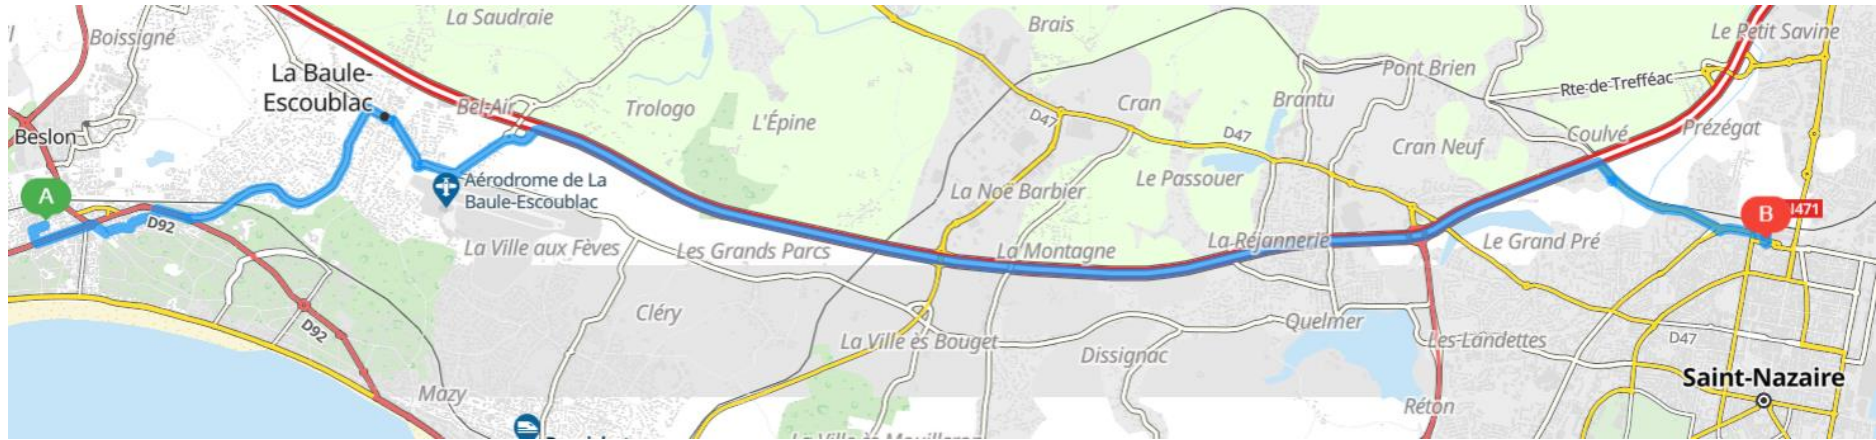 La Saudraie
Boissigné
Brais
Le Petit Savine
La Baule-
Escoublac
Bel-Air
Trologo
L'Épine
Cran
Pont Brien
Brantu
Rte de Trefféac
Beslon
D47
D47
Cran Neuf
Coulvé
Prézégat
A
Aérodrome de La
Baule-Escoublac
La Noë Barbier
Le Passouer
B
N471
D92
La Ville aux Fèves
Les Grands Parcs
La Montagne
La Réjannerie
Le Grand Pré
D92
Cléry
La Ville ès Bouget
Dissignac
Quelmer
Les Landettes
D47
Mazy
Saint-Nazaire
Réton